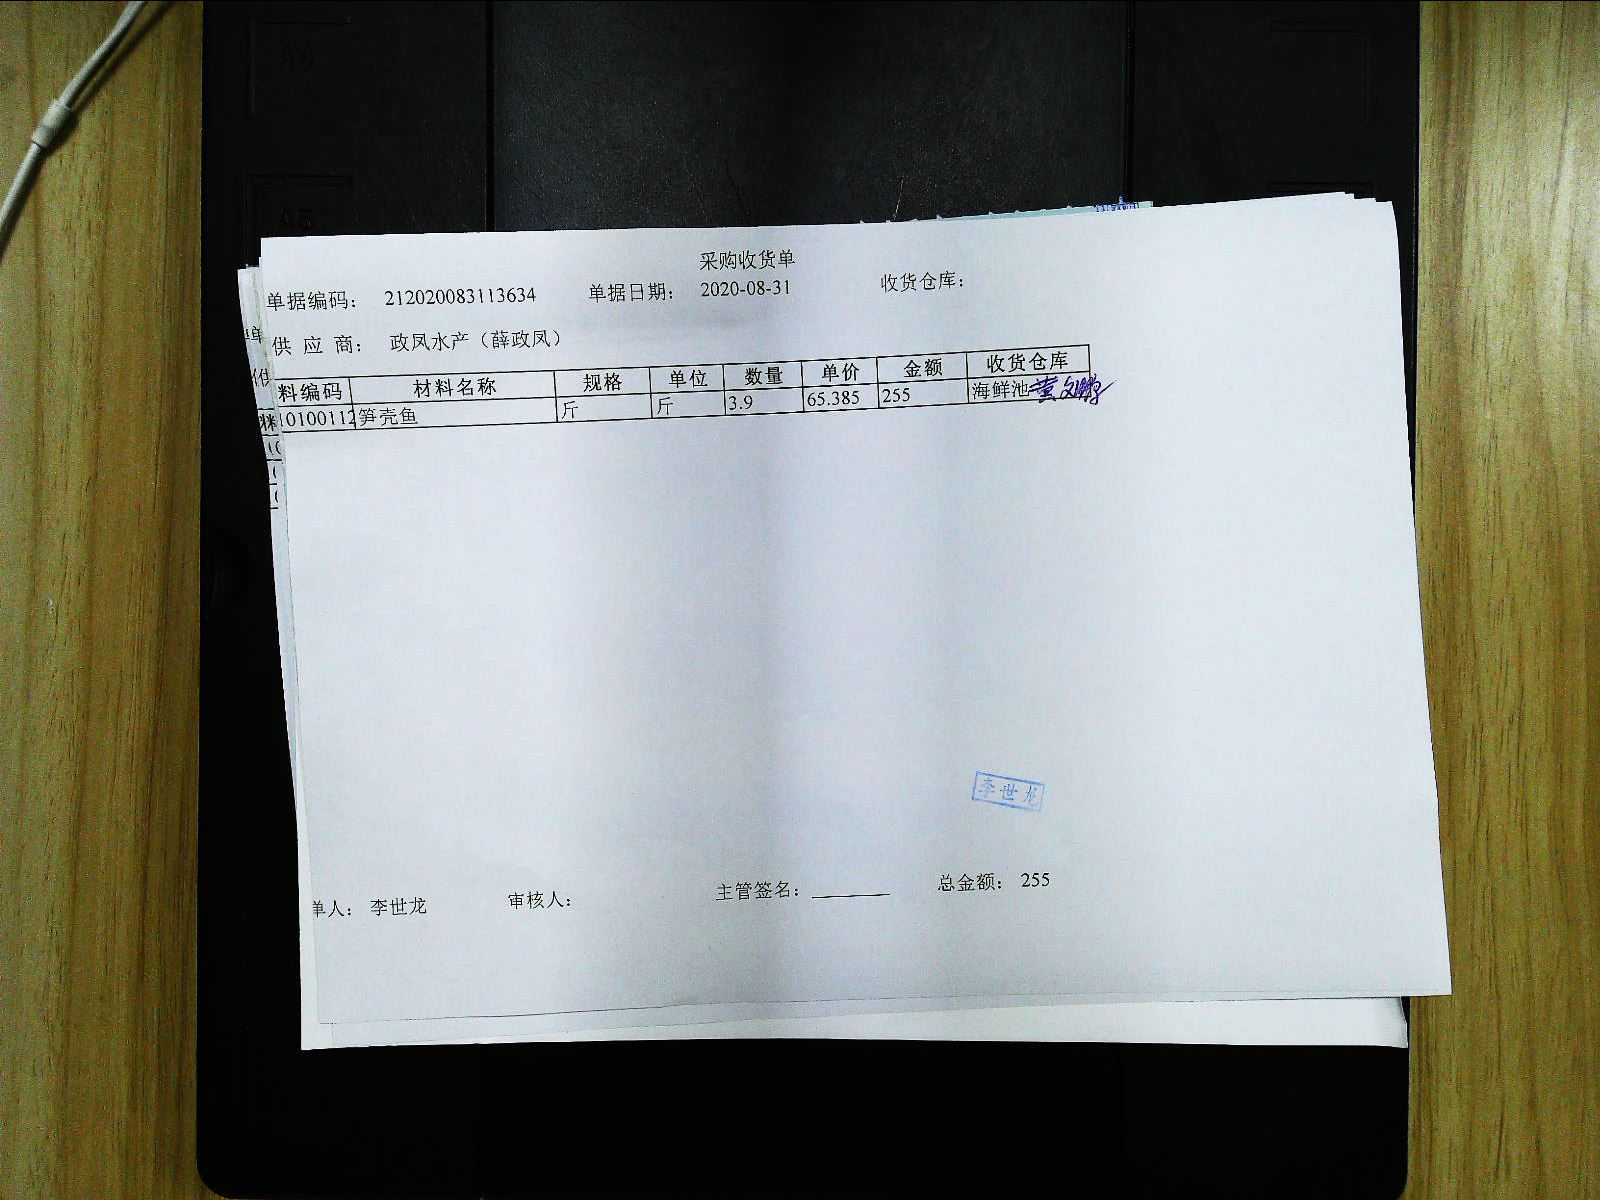 采购收货单
单据编码： 212020083113634 单据日期： 2020-08-31 收货仓库：
供 应 商： 政凤水产（薛政凤）
料编码 材料名称 规格 单位 数量 单价 金额 收货仓库
10100112 笋壳鱼 斤 斤 3.9 65.385 255 海鲜池
李世龙
单人： 李世龙 审核人： 主管签名： 总金额： 255